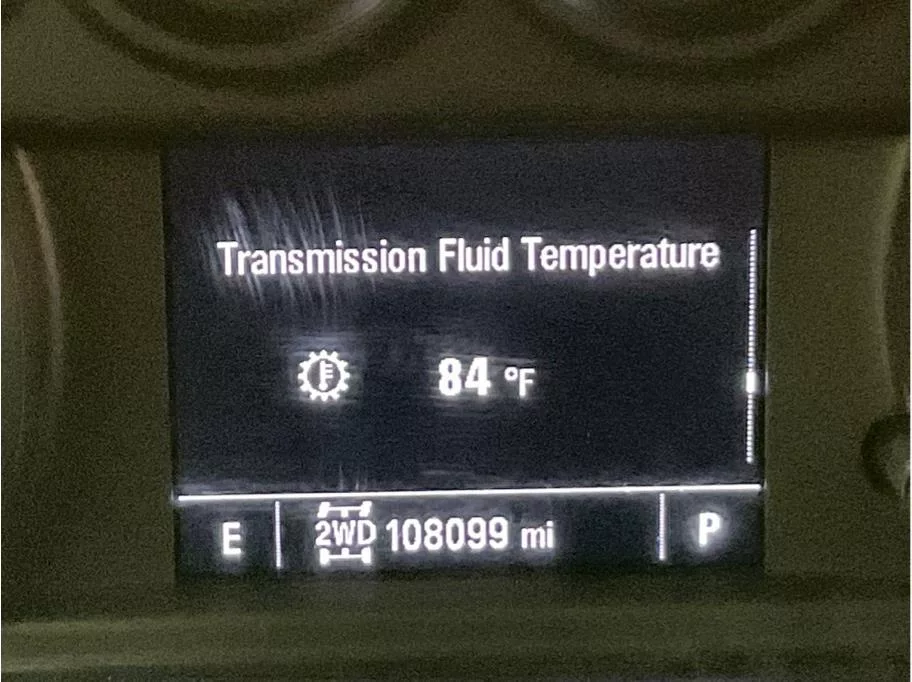 Transmission Fluid Temperature
84 °F
E 2WD 108099 mi P